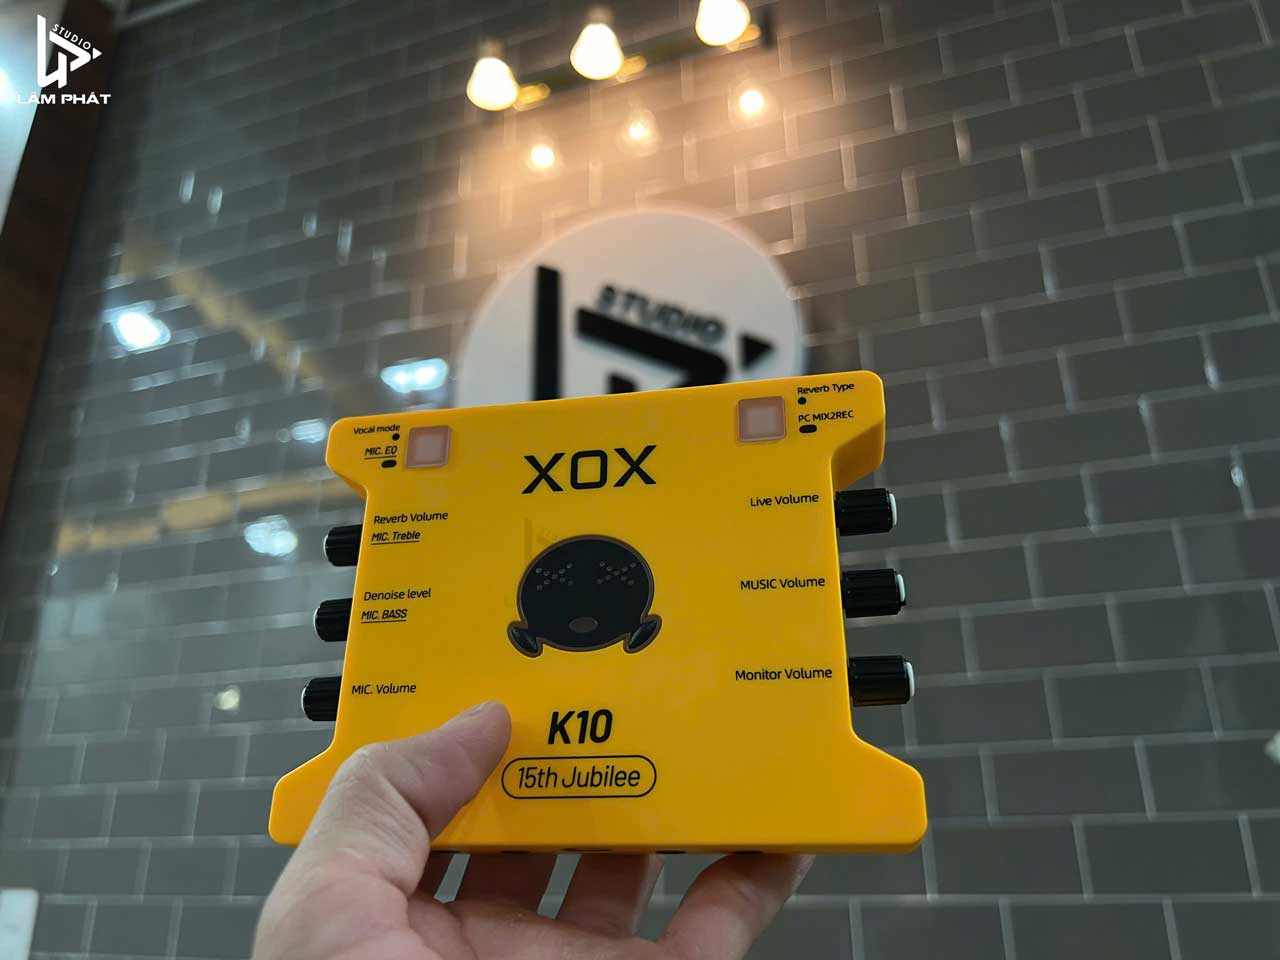 STUDIO
LÂM PHÁT
STUDIO
Reverb Type
PC MIX2REC
Vocal mode
MIC. EQ
XOX
Live Volume
Reverb Volume
MIC. Treble
MUSIC Volume
Denoise level
MIC. BASS
Monitor Volume
MIC. Volume
K10
15th Jubilee